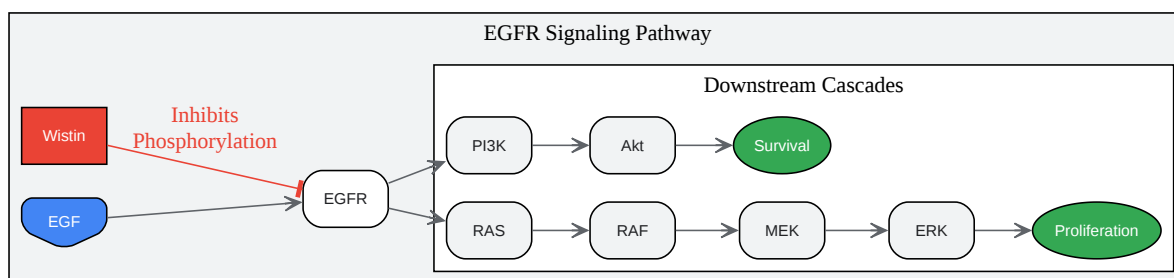 EGFR Signaling Pathway
Downstream Cascades
Wistin
Inhibits
Phosphorylation
EGF
EGFR
PI3K
Akt
Survival
RAS
RAF
MEK
ERK
Proliferation